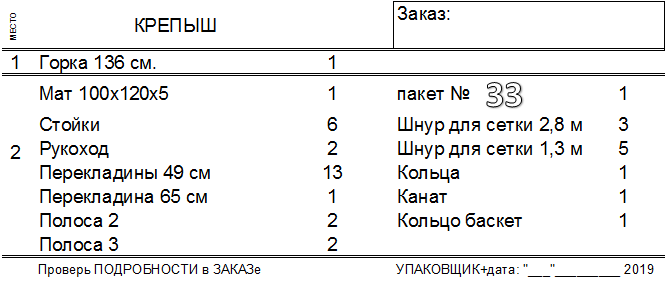 МЕСТО КРЕПЫШ Заказ:
1 Горка 136 см. 1
Мат 100х120х5 1 пакет № 33 1
Стойки 6 Шнур для сетки 2,8 м 3
2 Рукоход 2 Шнур для сетки 1,3 м 5
Перекладины 49 см 13 Кольца 1
Перекладина 65 см 1 Канат 1
Полоса 2 2 Кольцо баскет 1
Полоса 3 2
Проверь ПОДРОБНОСТИ в ЗАКАЗе УПАКОВЩИК+дата: "___"_________ 2019